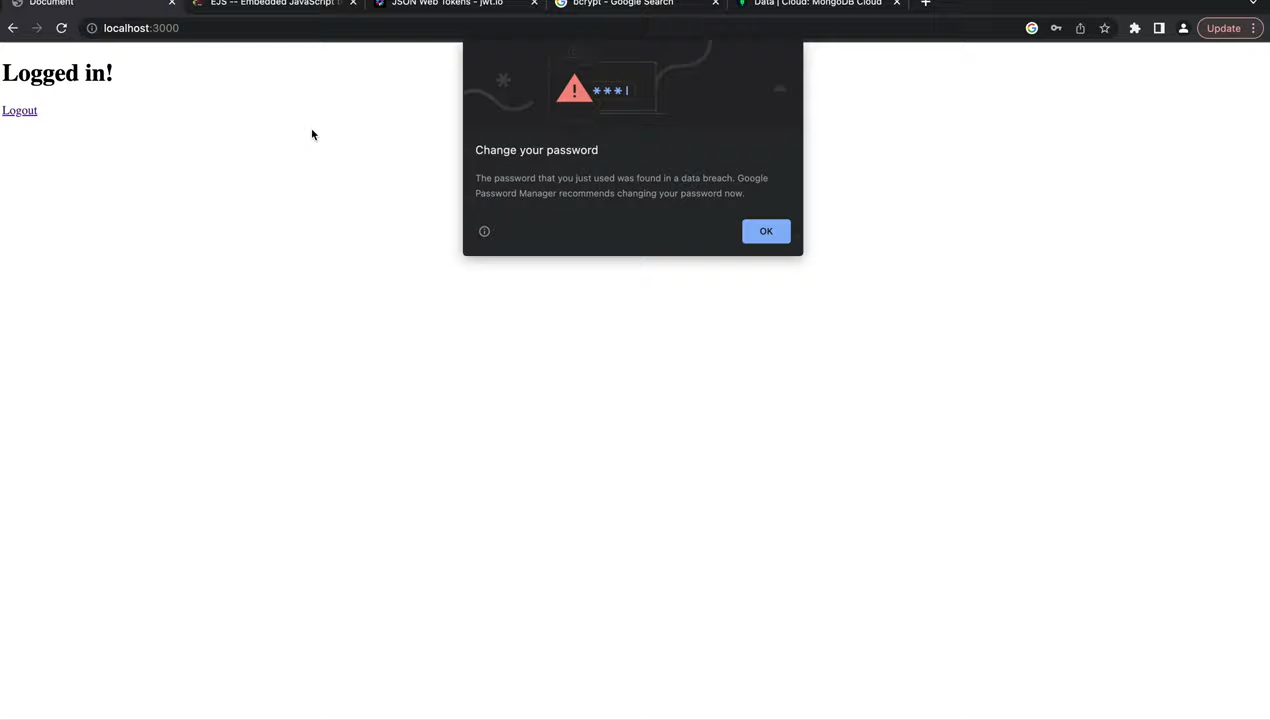 Document
EJS -- Embedded JavaScript
JSON Web Tokens - jwt.io
bcrypt - Google Search
Data | Cloud: MongoDB Cloud
localhost:3000
Update
Logged in!
Logout
***
Change your password
The password that you just used was found in a data breach. Google
Password Manager recommends changing your password now.
OK